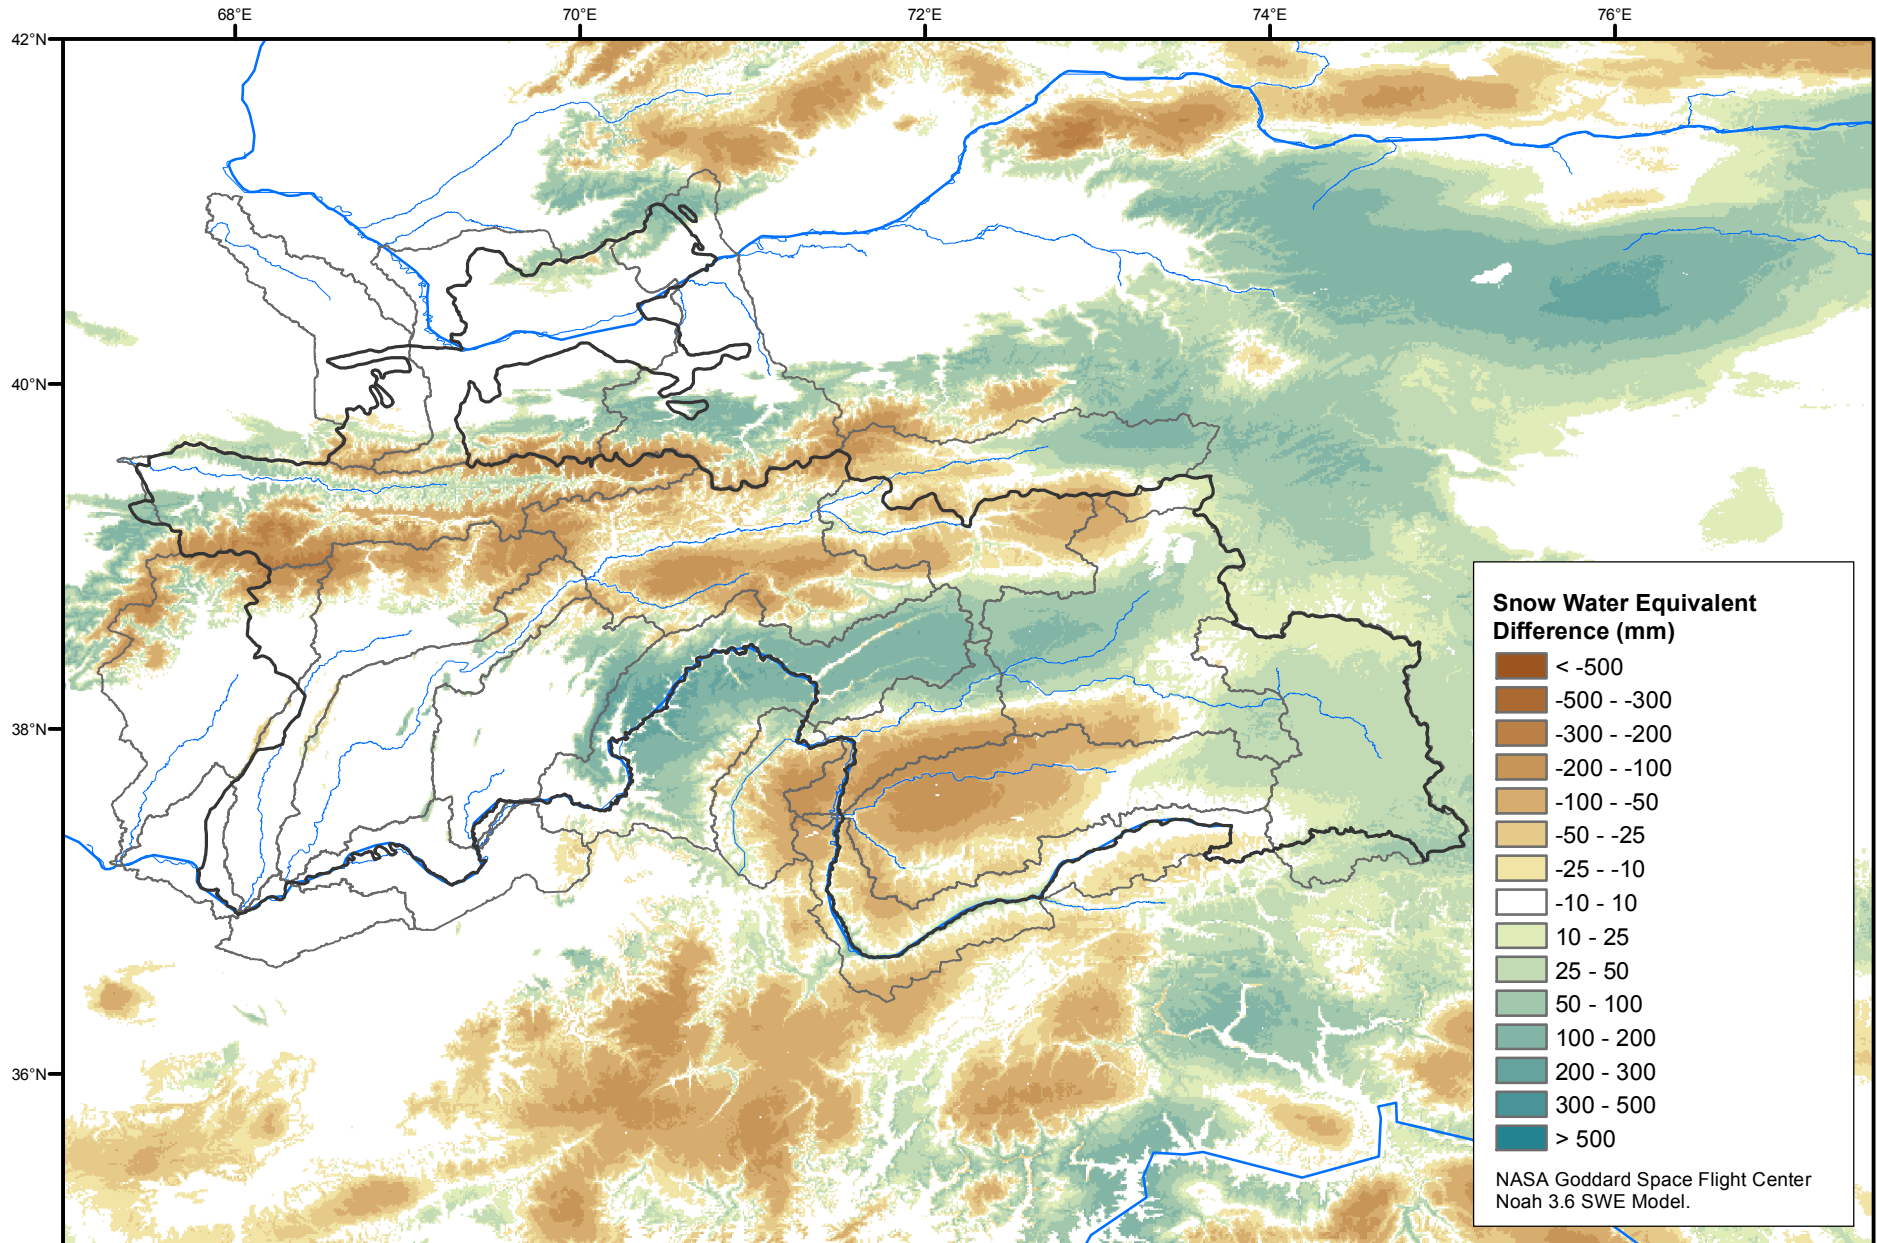 68°E 70°E 72°E 74°E 76°E
42°N
40°N
38°N
36°N
Snow Water Equivalent
Difference (mm)
< -500
-500 - -300
-300 - -200
-200 - -100
-100 - -50
-50 - -25
-25 - -10
-10 - 10
10 - 25
25 - 50
50 - 100
100 - 200
200 - 300
300 - 500
> 500
NASA Goddard Space Flight Center
Noah 3.6 SWE Model.